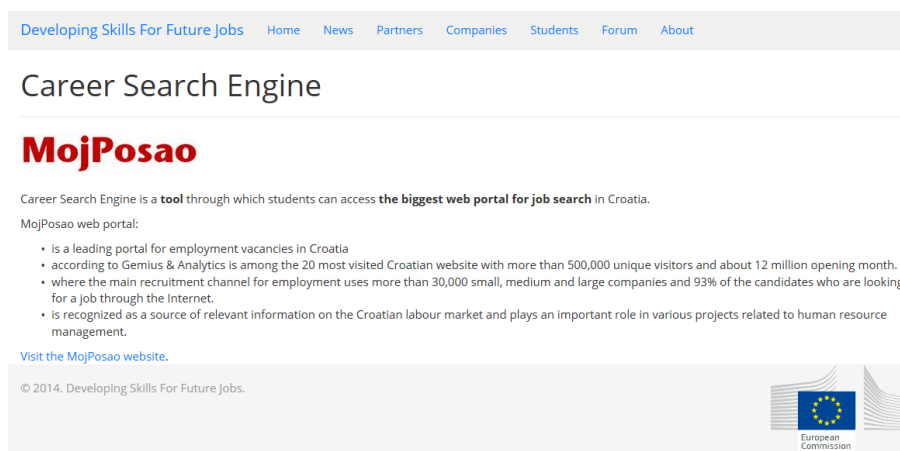 Developing Skills For Future Jobs Home News Partners Companies Students Forum About
Career Search Engine
MojPosao
Career Search Engine is a tool through which students can access the biggest web portal for job search in Croatia.
MojPosao web portal:
• is a leading portal for employment vacancies in Croatia
• according to Gemius & Analytics is among the 20 most visited Croatian website with more than 500,000 unique visitors and about 12 million opening month.
• where the main recruitment channel for employment uses more than 30,000 small, medium and large companies and 93% of the candidates who are looking
for a job through the Internet.
• is recognized as a source of relevant information on the Croatian labour market and plays an important role in various projects related to human resource
management.
Visit the MojPosao website.
© 2014. Developing Skills For Future Jobs.
European
Commission